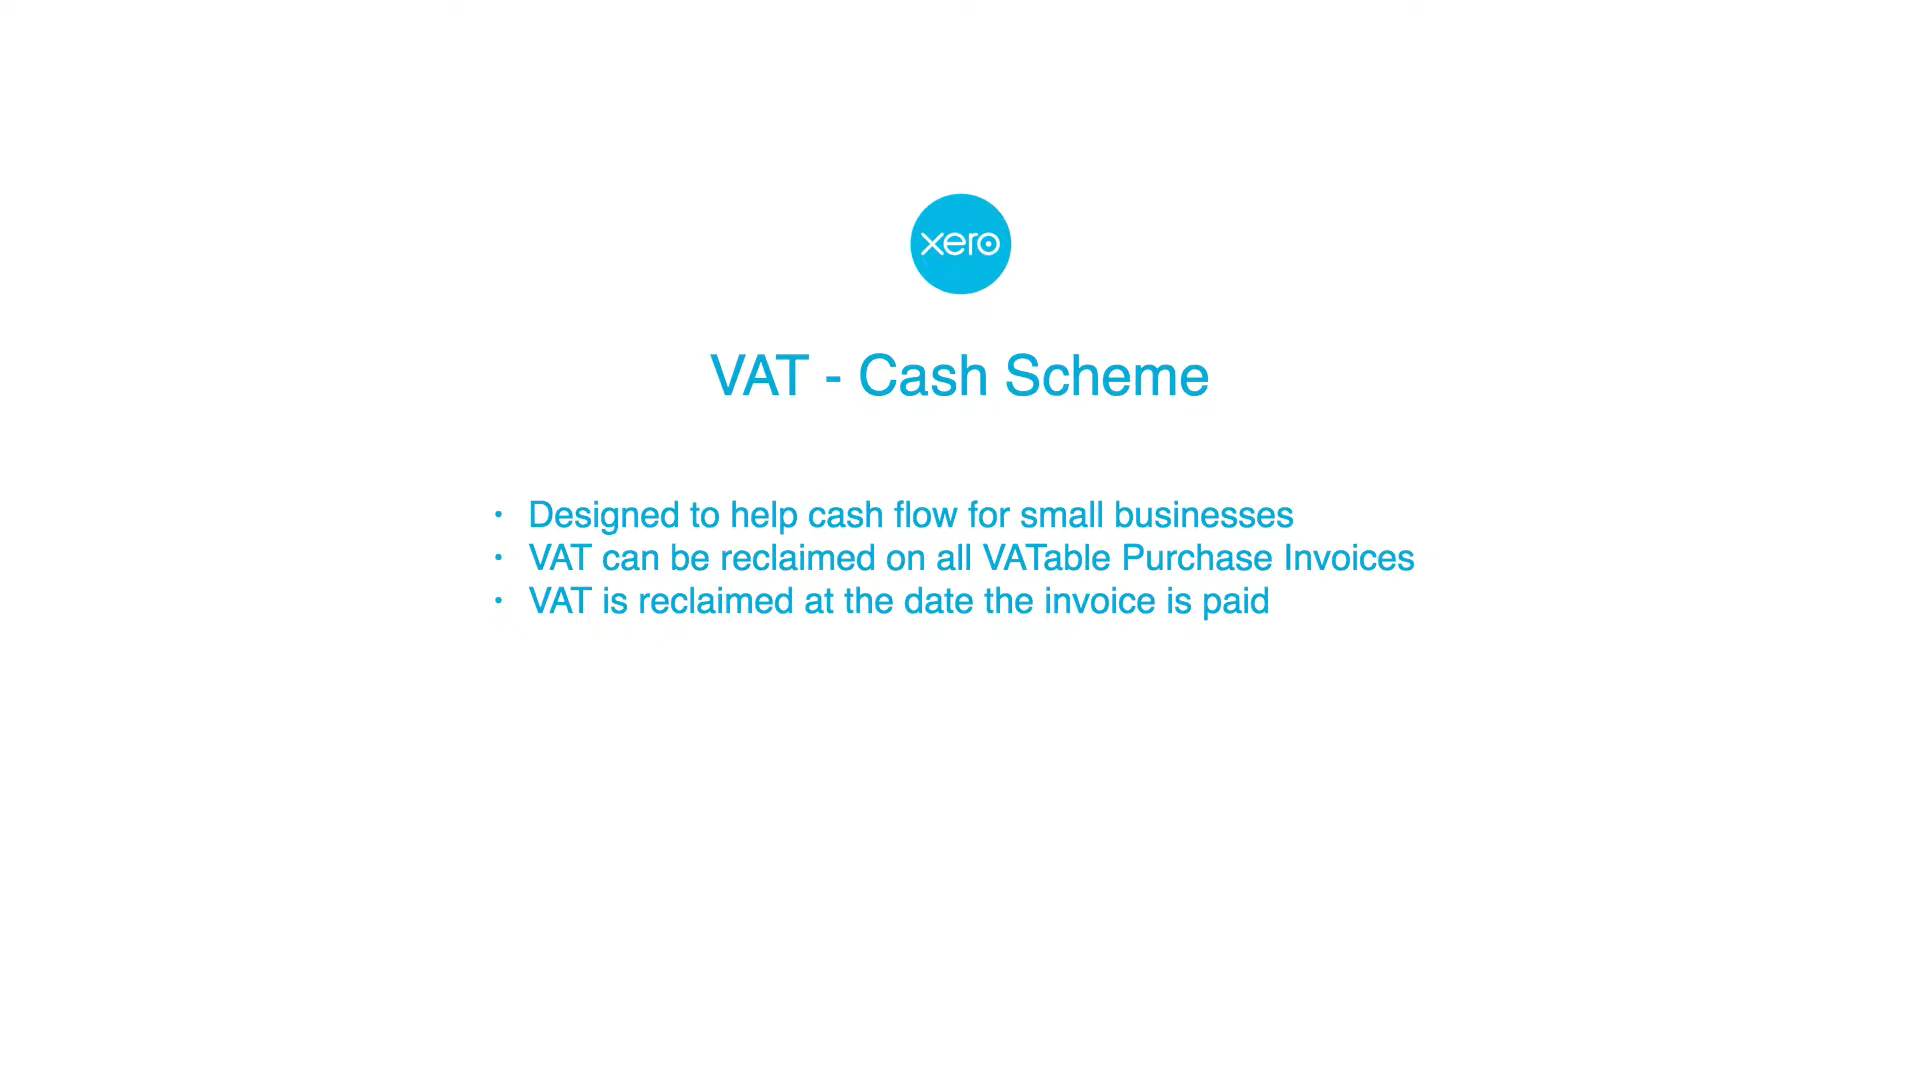 xero
VAT - Cash Scheme
• Designed to help cash flow for small businesses
• VAT can be reclaimed on all VATable Purchase Invoices
• VAT is reclaimed at the date the invoice is paid